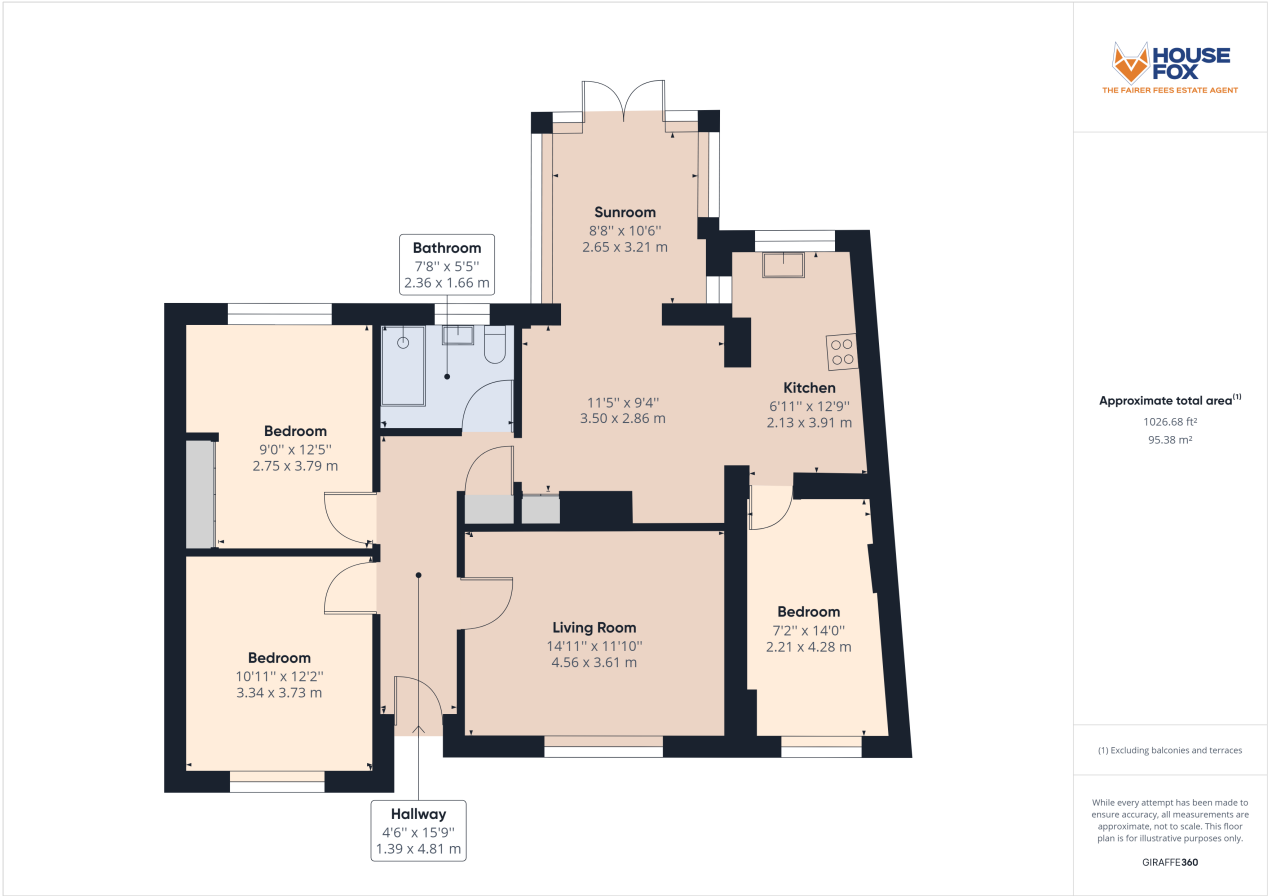 HOUSE
FOX
THE FAIRER FEES ESTATE AGENT
Sunroom
8'8'' x 10'6''
2.65 x 3.21 m
Bathroom
7'8'' x 5'5''
2.36 x 1.66 m
Kitchen
6'11'' x 12'9''
2.13 x 3.91 m
11'5'' x 9'4''
3.50 x 2.86 m
Bedroom
9'0'' x 12'5''
2.75 x 3.79 m
Bedroom
7'2'' x 14'0''
2.21 x 4.28 m
Living Room
14'11'' x 11'10''
4.56 x 3.61 m
Bedroom
10'11'' x 12'2''
3.34 x 3.73 m
Hallway
4'6'' x 15'9''
1.39 x 4.81 m
Approximate total area(1)
1026.68 ft²
95.38 m²
(1) Excluding balconies and terraces
While every attempt has been made to
ensure accuracy, all measurements are
approximate, not to scale. This floor
plan is for illustrative purposes only.
GIRAFFE360